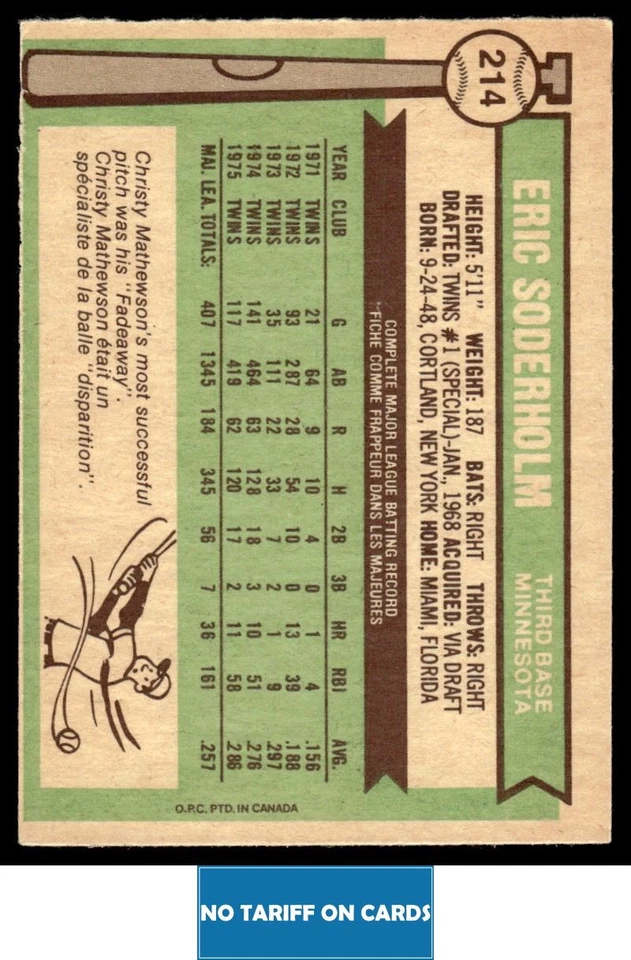 214
ERIC SODERHOLM
THIRD BASE
MINNESOTA
HEIGHT: 5'11" WEIGHT: 187 BATS: RIGHT THROWS: RIGHT
DRAFTED: TWINS #1 (SPECIAL)-JAN., 1968 ACQUIRED: VIA DRAFT
BORN: 9-24-48, CORTLAND, NEW YORK HOME: MIAMI, FLORIDA
COMPLETE MAJOR LEAGUE BATTING RECORD
FICHE COMME FRAPPEUR DANS LES MAJEURES
YEAR CLUB G AB R H 2B 3B HR RBI AVG.
1971 TWINS 21 64 9 10 4 0 1 4 .156
1972 TWINS 93 287 28 54 10 0 13 39 .188
1973 TWINS 35 111 22 33 7 2 1 9 .297
1974 TWINS 141 464 63 128 18 3 10 51 .276
1975 TWINS 117 419 62 120 17 2 11 58 .286
MAJ. LEA. TOTALS: 407 1345 184 345 56 7 36 161 .257
Christy Mathewson's most successful
pitch was his "Fadeaway".
Christy Mathewson était un
spécialiste de la balle "disparition".
O.P.C. PTD. IN CANADA
NO TARIFF ON CARDS